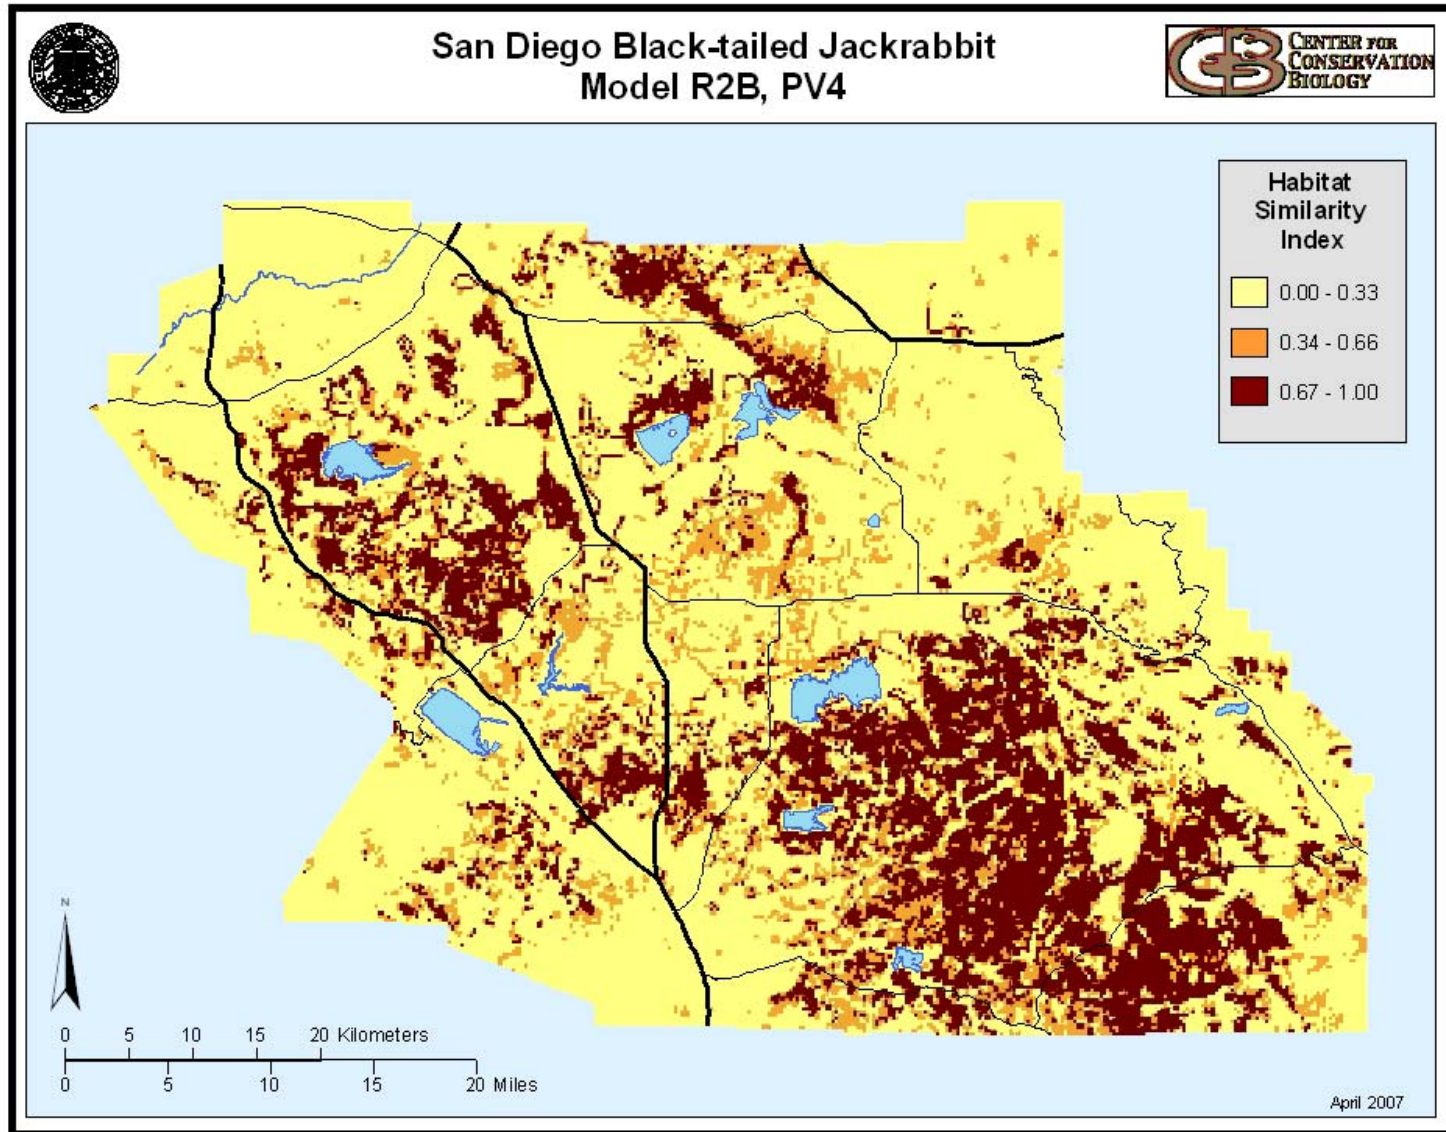 San Diego Black-tailed Jackrabbit
Model R2B, PV4
CENTER FOR
CONSERVATION
BIOLOGY
Habitat
Similarity
Index
0.00 - 0.33
0.34 - 0.66
0.67 - 1.00
N
0 5 10 15 20 Kilometers
0 5 10 15 20 Miles
April 2007